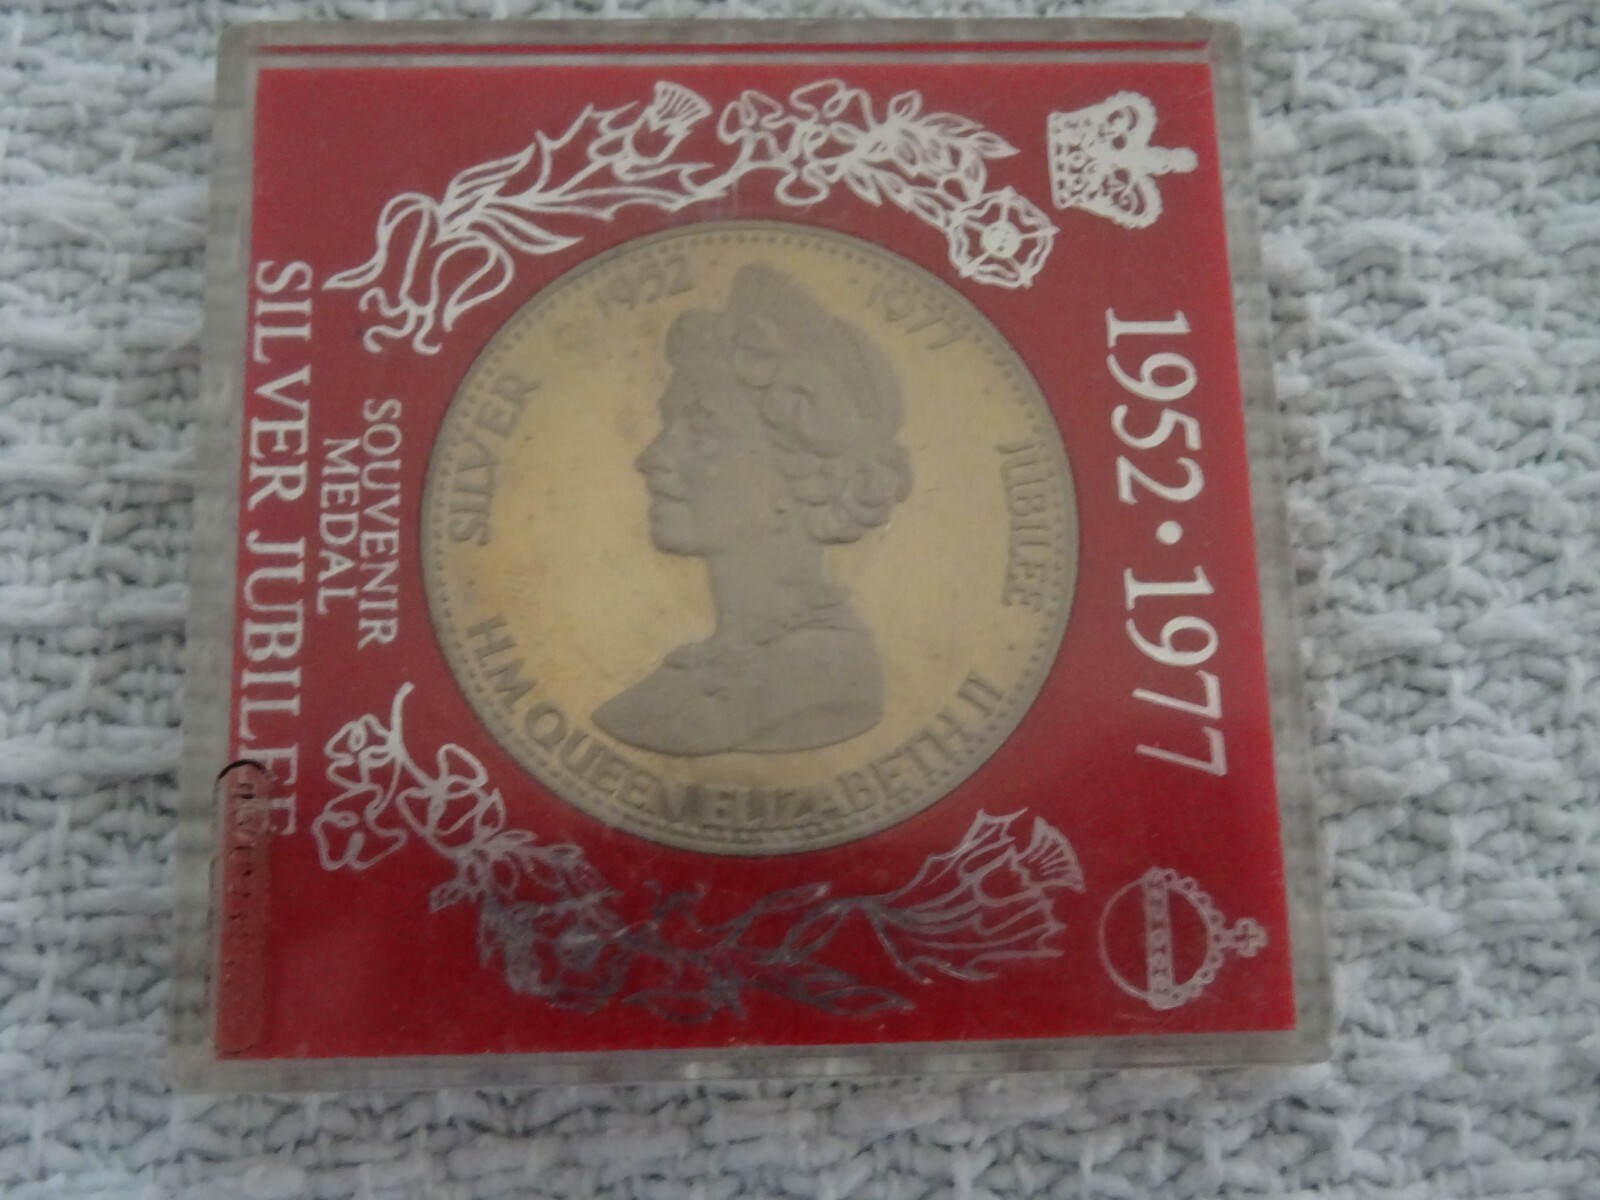 1952 · 1977
SOUVENIR
MEDAL
SILVER JUBILEE
1952 1977
SILVER JUBILEE
H.M. QUEEN ELIZABETH II